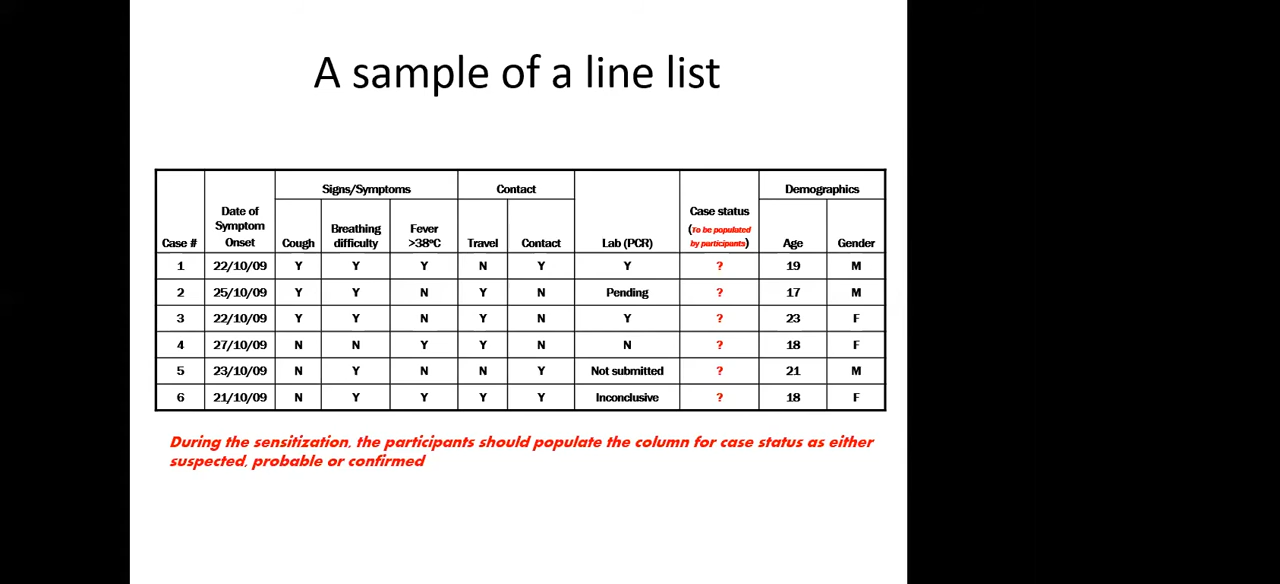 A sample of a line list
Signs/Symptoms Contact Demographics
Case # Date of Symptom Onset Cough Breathing difficulty Fever >38°C Travel Contact Lab (PCR) Case status (To be populated by participants) Age Gender
1 22/10/09 Y Y Y N Y Y ? 19 M
2 25/10/09 Y Y N Y N Pending ? 17 M
3 22/10/09 Y Y N Y N Y ? 23 F
4 27/10/09 N N Y Y N N ? 18 F
5 23/10/09 N Y N N Y Not submitted ? 21 M
6 21/10/09 N Y Y Y Y Inconclusive ? 18 F
During the sensitization, the participants should populate the column for case status as either
suspected, probable or confirmed